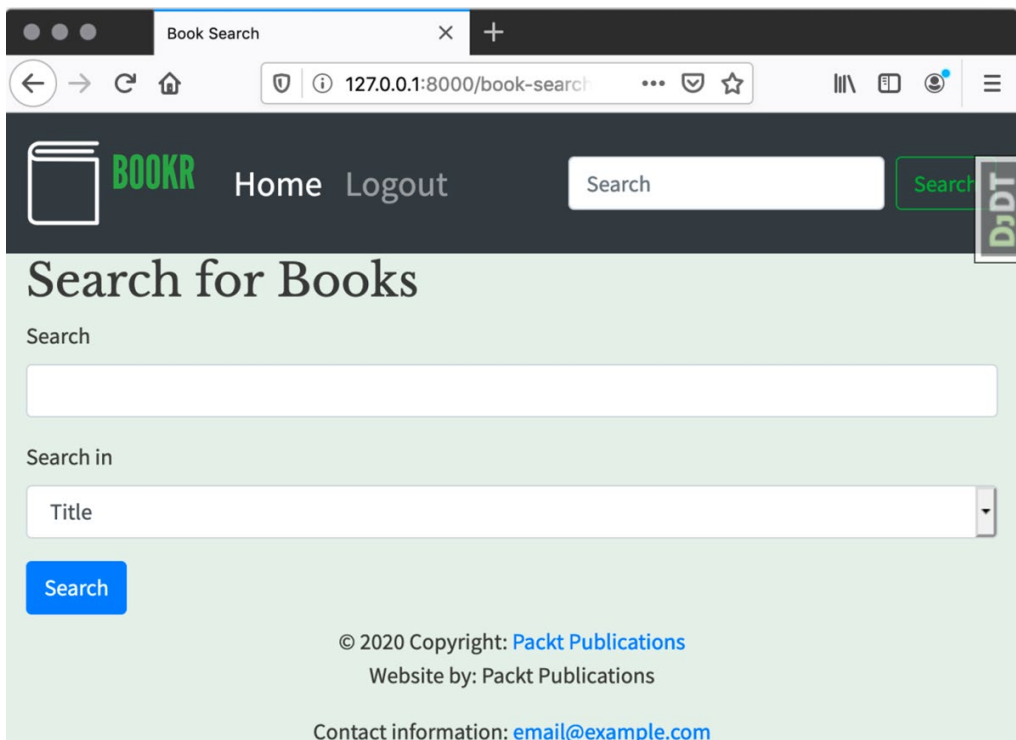 Book Search
127.0.0.1:8000/book-search
BOOKR Home Logout Search Search
DjDT
Search for Books
Search
Search in
Title
Search
© 2020 Copyright: Packt Publications
Website by: Packt Publications
Contact information: email@example.com